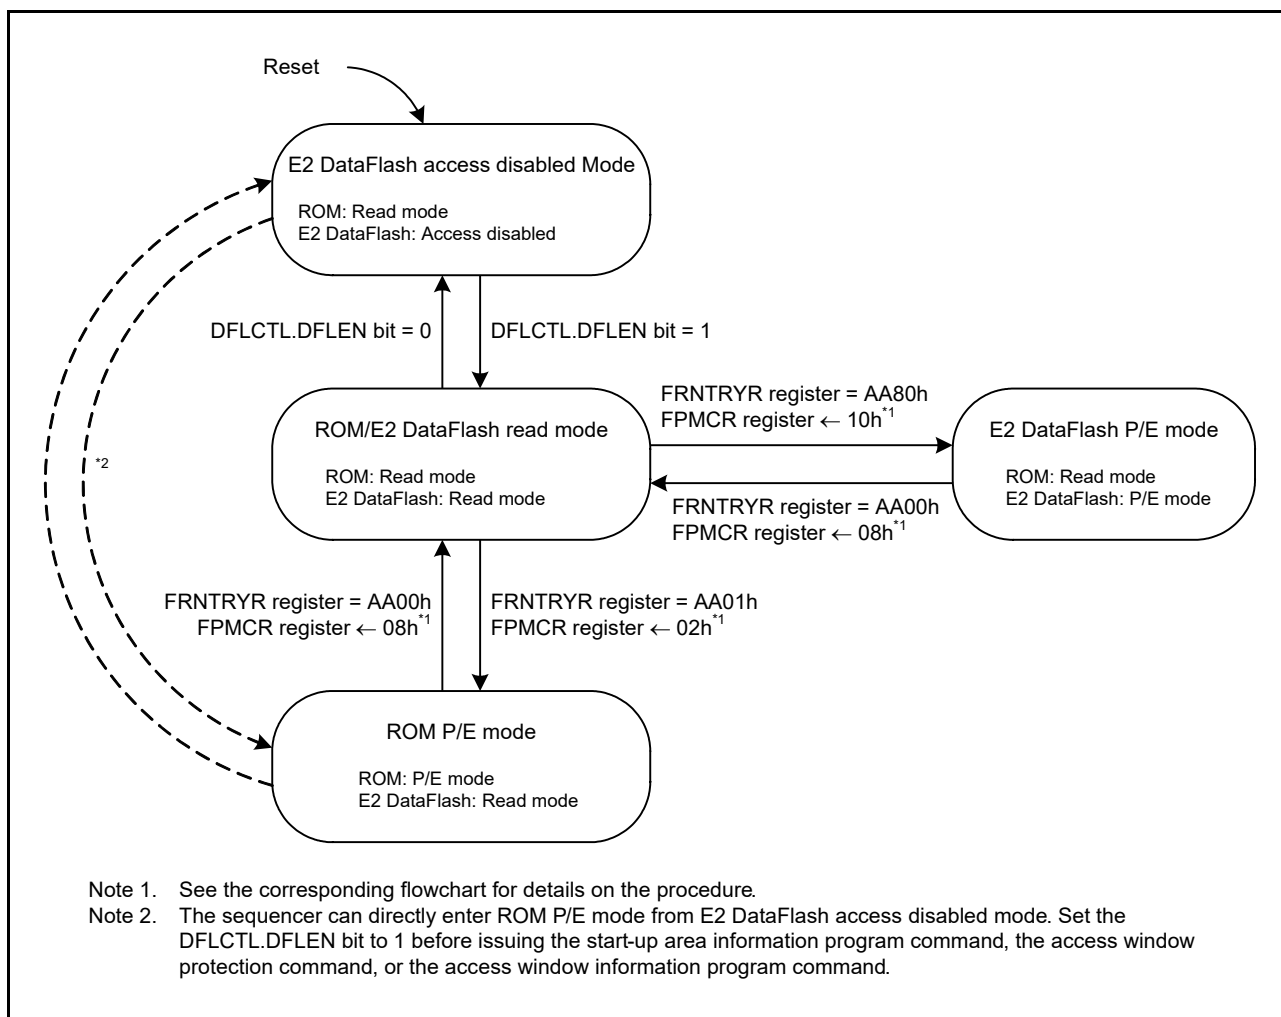 Reset
E2 DataFlash access disabled Mode
ROM: Read mode
E2 DataFlash: Access disabled
DFLCTL.DFLEN bit = 0
DFLCTL.DFLEN bit = 1
FRNTRYR register = AA80h
FPMCR register ← 10h*1
ROM/E2 DataFlash read mode
ROM: Read mode
E2 DataFlash: Read mode
E2 DataFlash P/E mode
ROM: Read mode
E2 DataFlash: P/E mode
*2
FRNTRYR register = AA00h
FPMCR register ← 08h*1
FRNTRYR register = AA00h
FPMCR register ← 08h*1
FRNTRYR register = AA01h
FPMCR register ← 02h*1
ROM P/E mode
ROM: P/E mode
E2 DataFlash: Read mode
Note 1. See the corresponding flowchart for details on the procedure.
Note 2. The sequencer can directly enter ROM P/E mode from E2 DataFlash access disabled mode. Set the
DFLCTL.DFLEN bit to 1 before issuing the start-up area information program command, the access window
protection command, or the access window information program command.